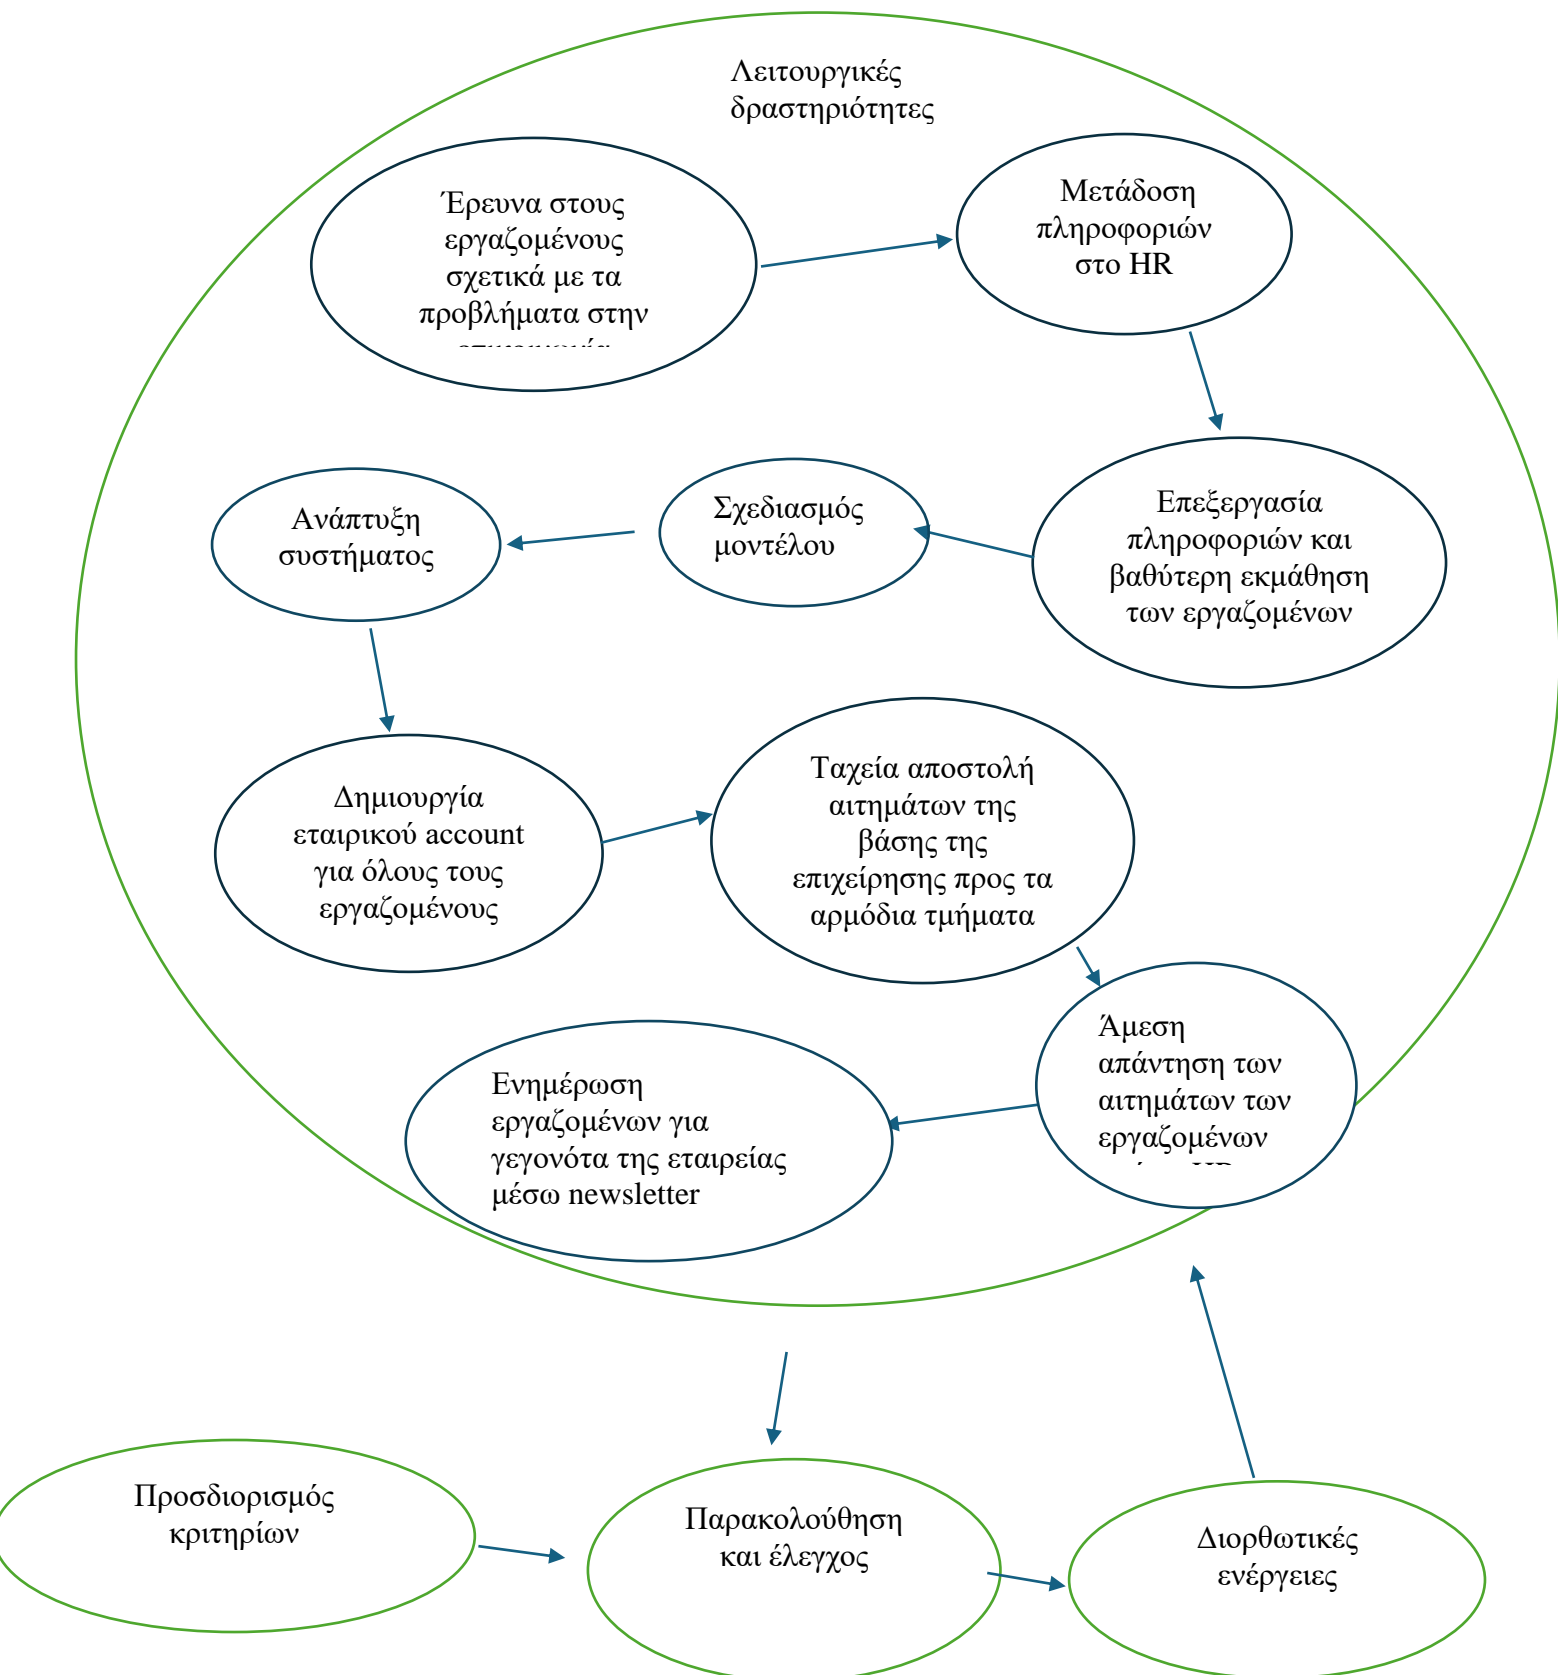 Λειτουργικές
δραστηριότητες
Έρευνα στους
εργαζομένους
σχετικά με τα
προβλήματα στην
Μετάδοση
πληροφοριών
στο HR
Επεξεργασία
πληροφοριών και
βαθύτερη εκμάθηση
των εργαζομένων
Σχεδιασμός
μοντέλου
Ανάπτυξη
συστήματος
Δημιουργία
εταιρικού account
για όλους τους
εργαζομένους
Ταχεία αποστολή
αιτημάτων της
βάσης της
επιχείρησης προς τα
αρμόδια τμήματα
Άμεση
απάντηση των
αιτημάτων των
εργαζομένων
Ενημέρωση
εργαζομένων για
γεγονότα της εταιρείας
μέσω newsletter
Προσδιορισμός
κριτηρίων
Παρακολούθηση
και έλεγχος
Διορθωτικές
ενέργειες